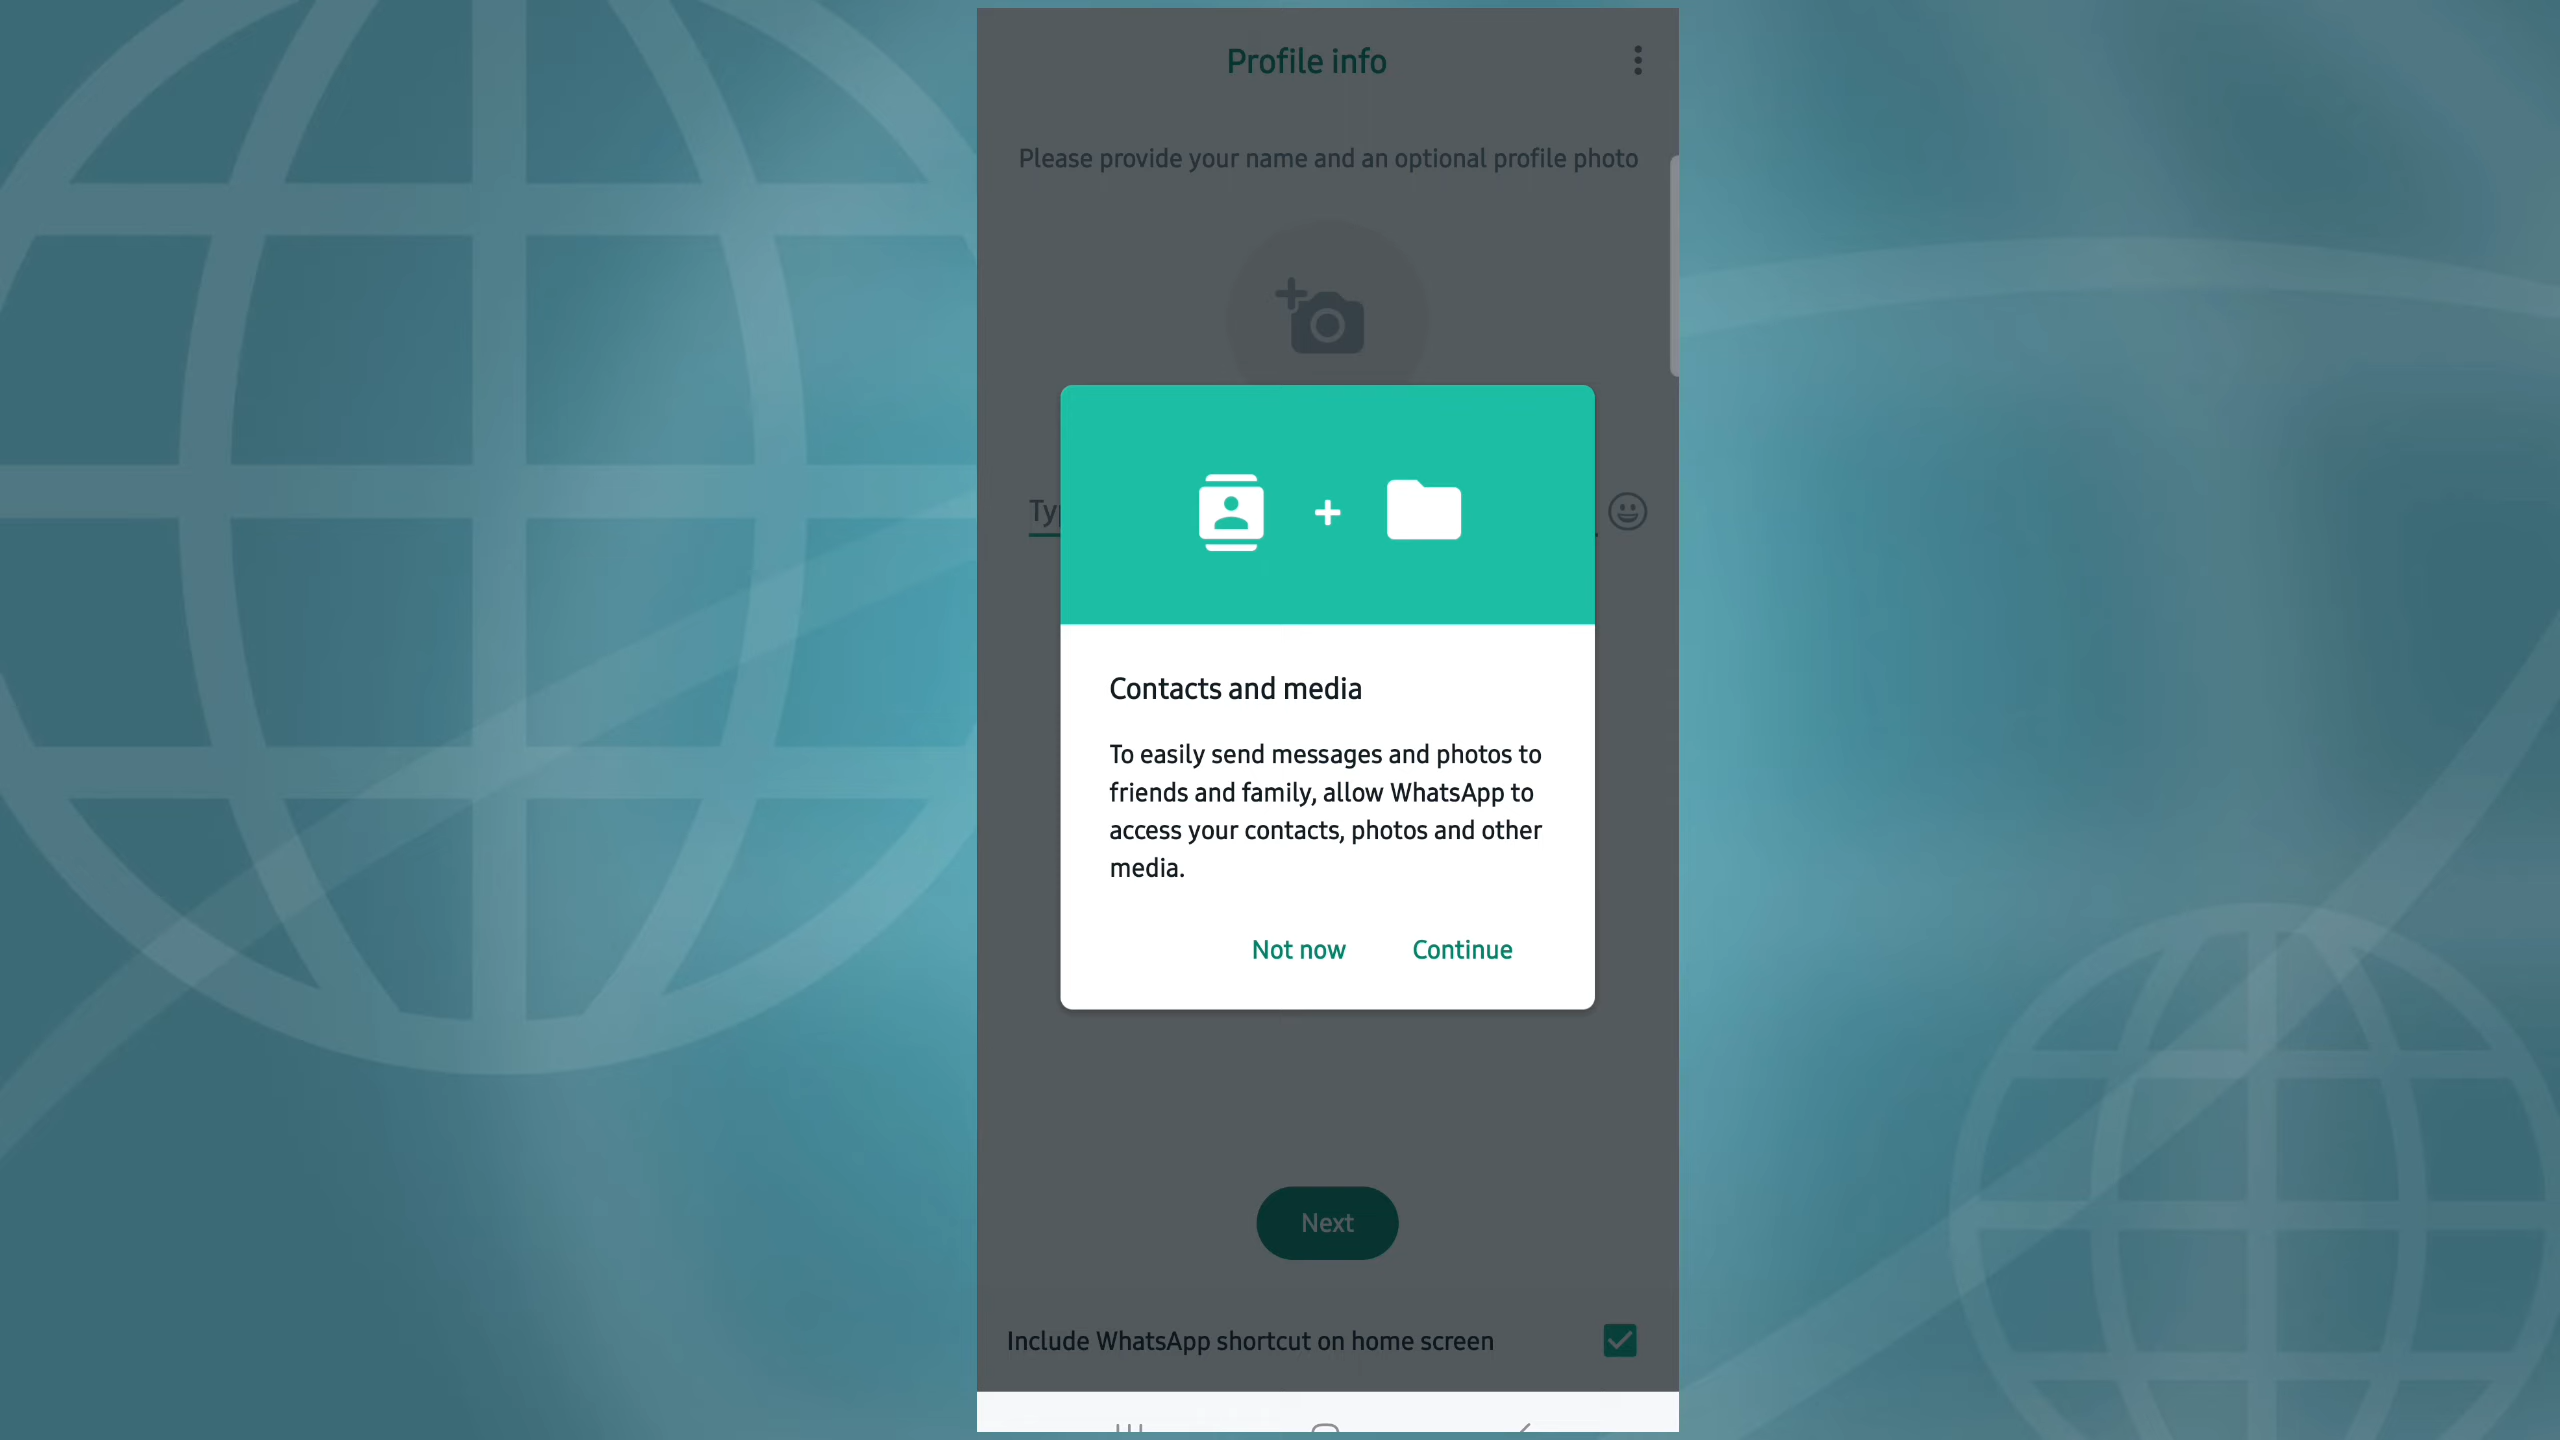 Profile info
Please provide your name and an optional profile photo
Contacts and media
To easily send messages and photos to
friends and family, allow WhatsApp to
access your contacts, photos and other
media.
Not now Continue
Next
Include WhatsApp shortcut on home screen